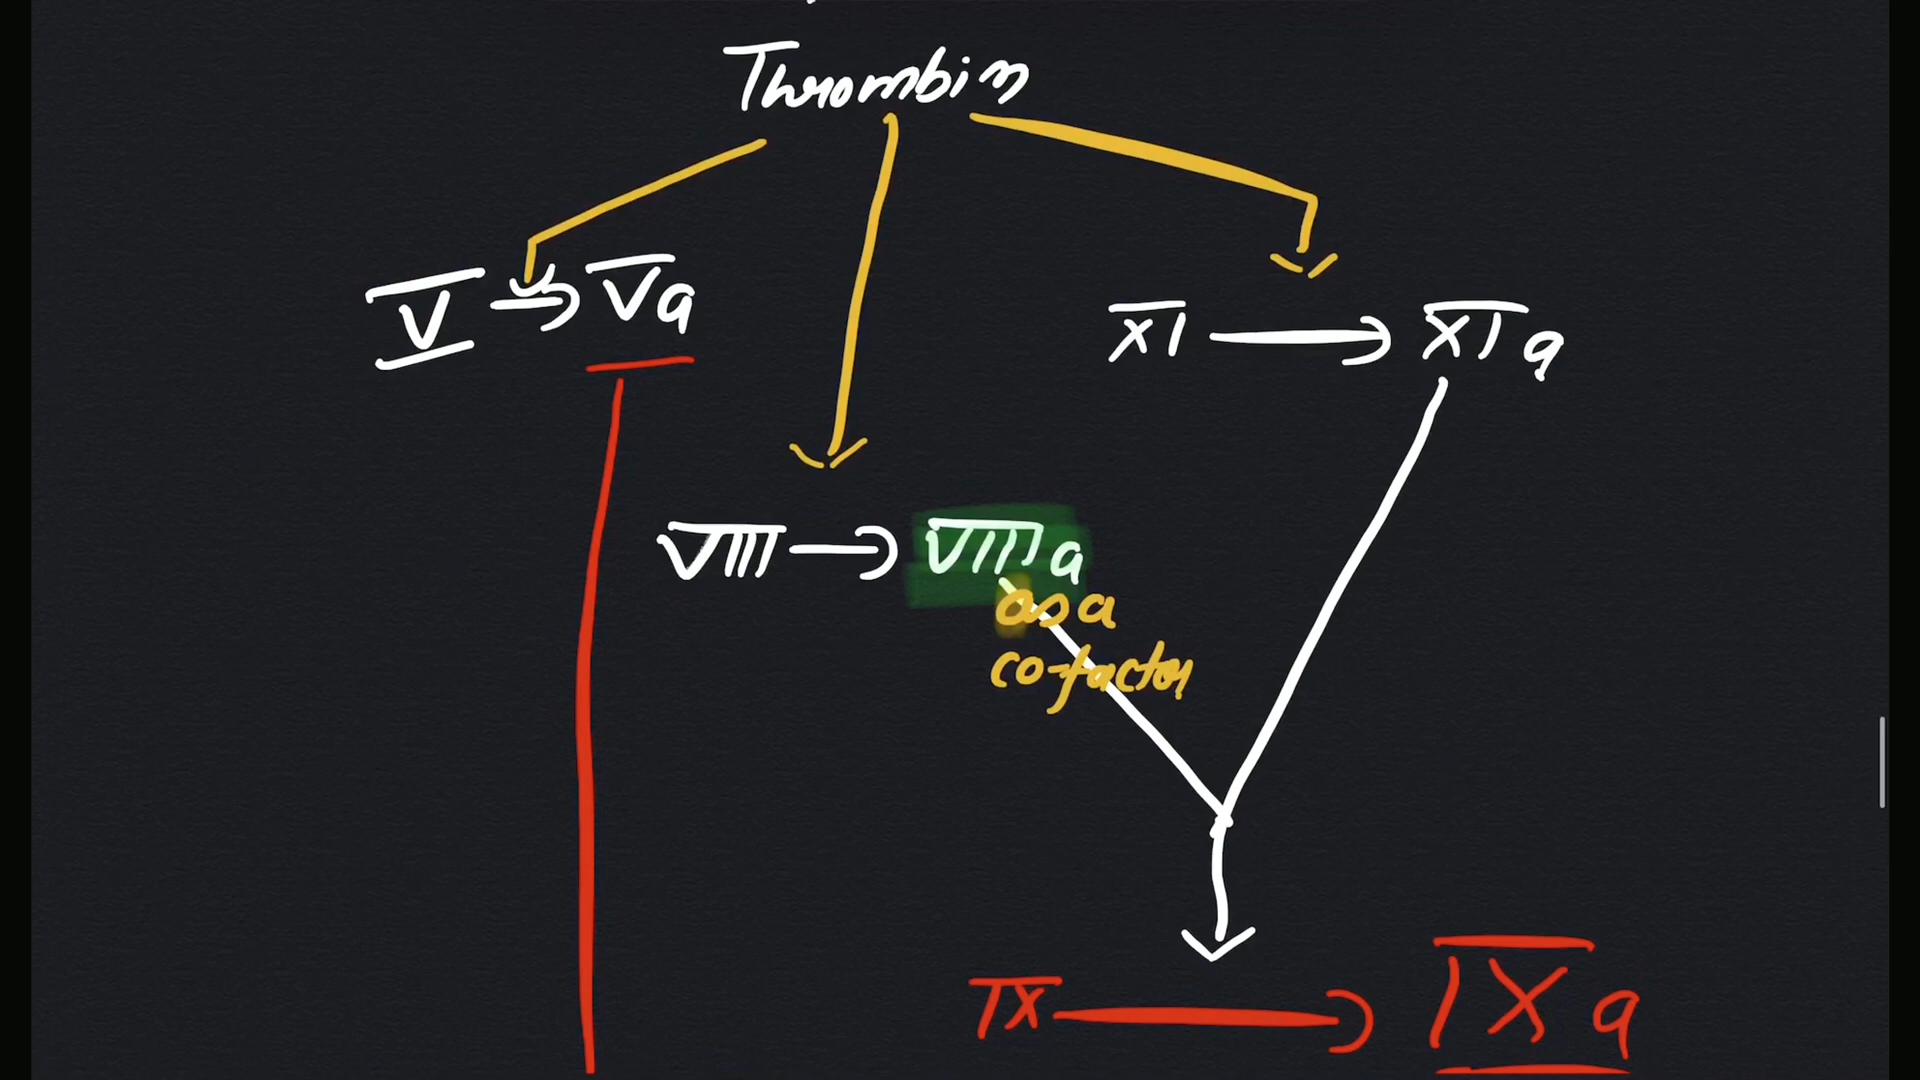 Thrombin
V → Va
XI → XIa
VIII → VIIIa
as a
co-factor
IX → IXa